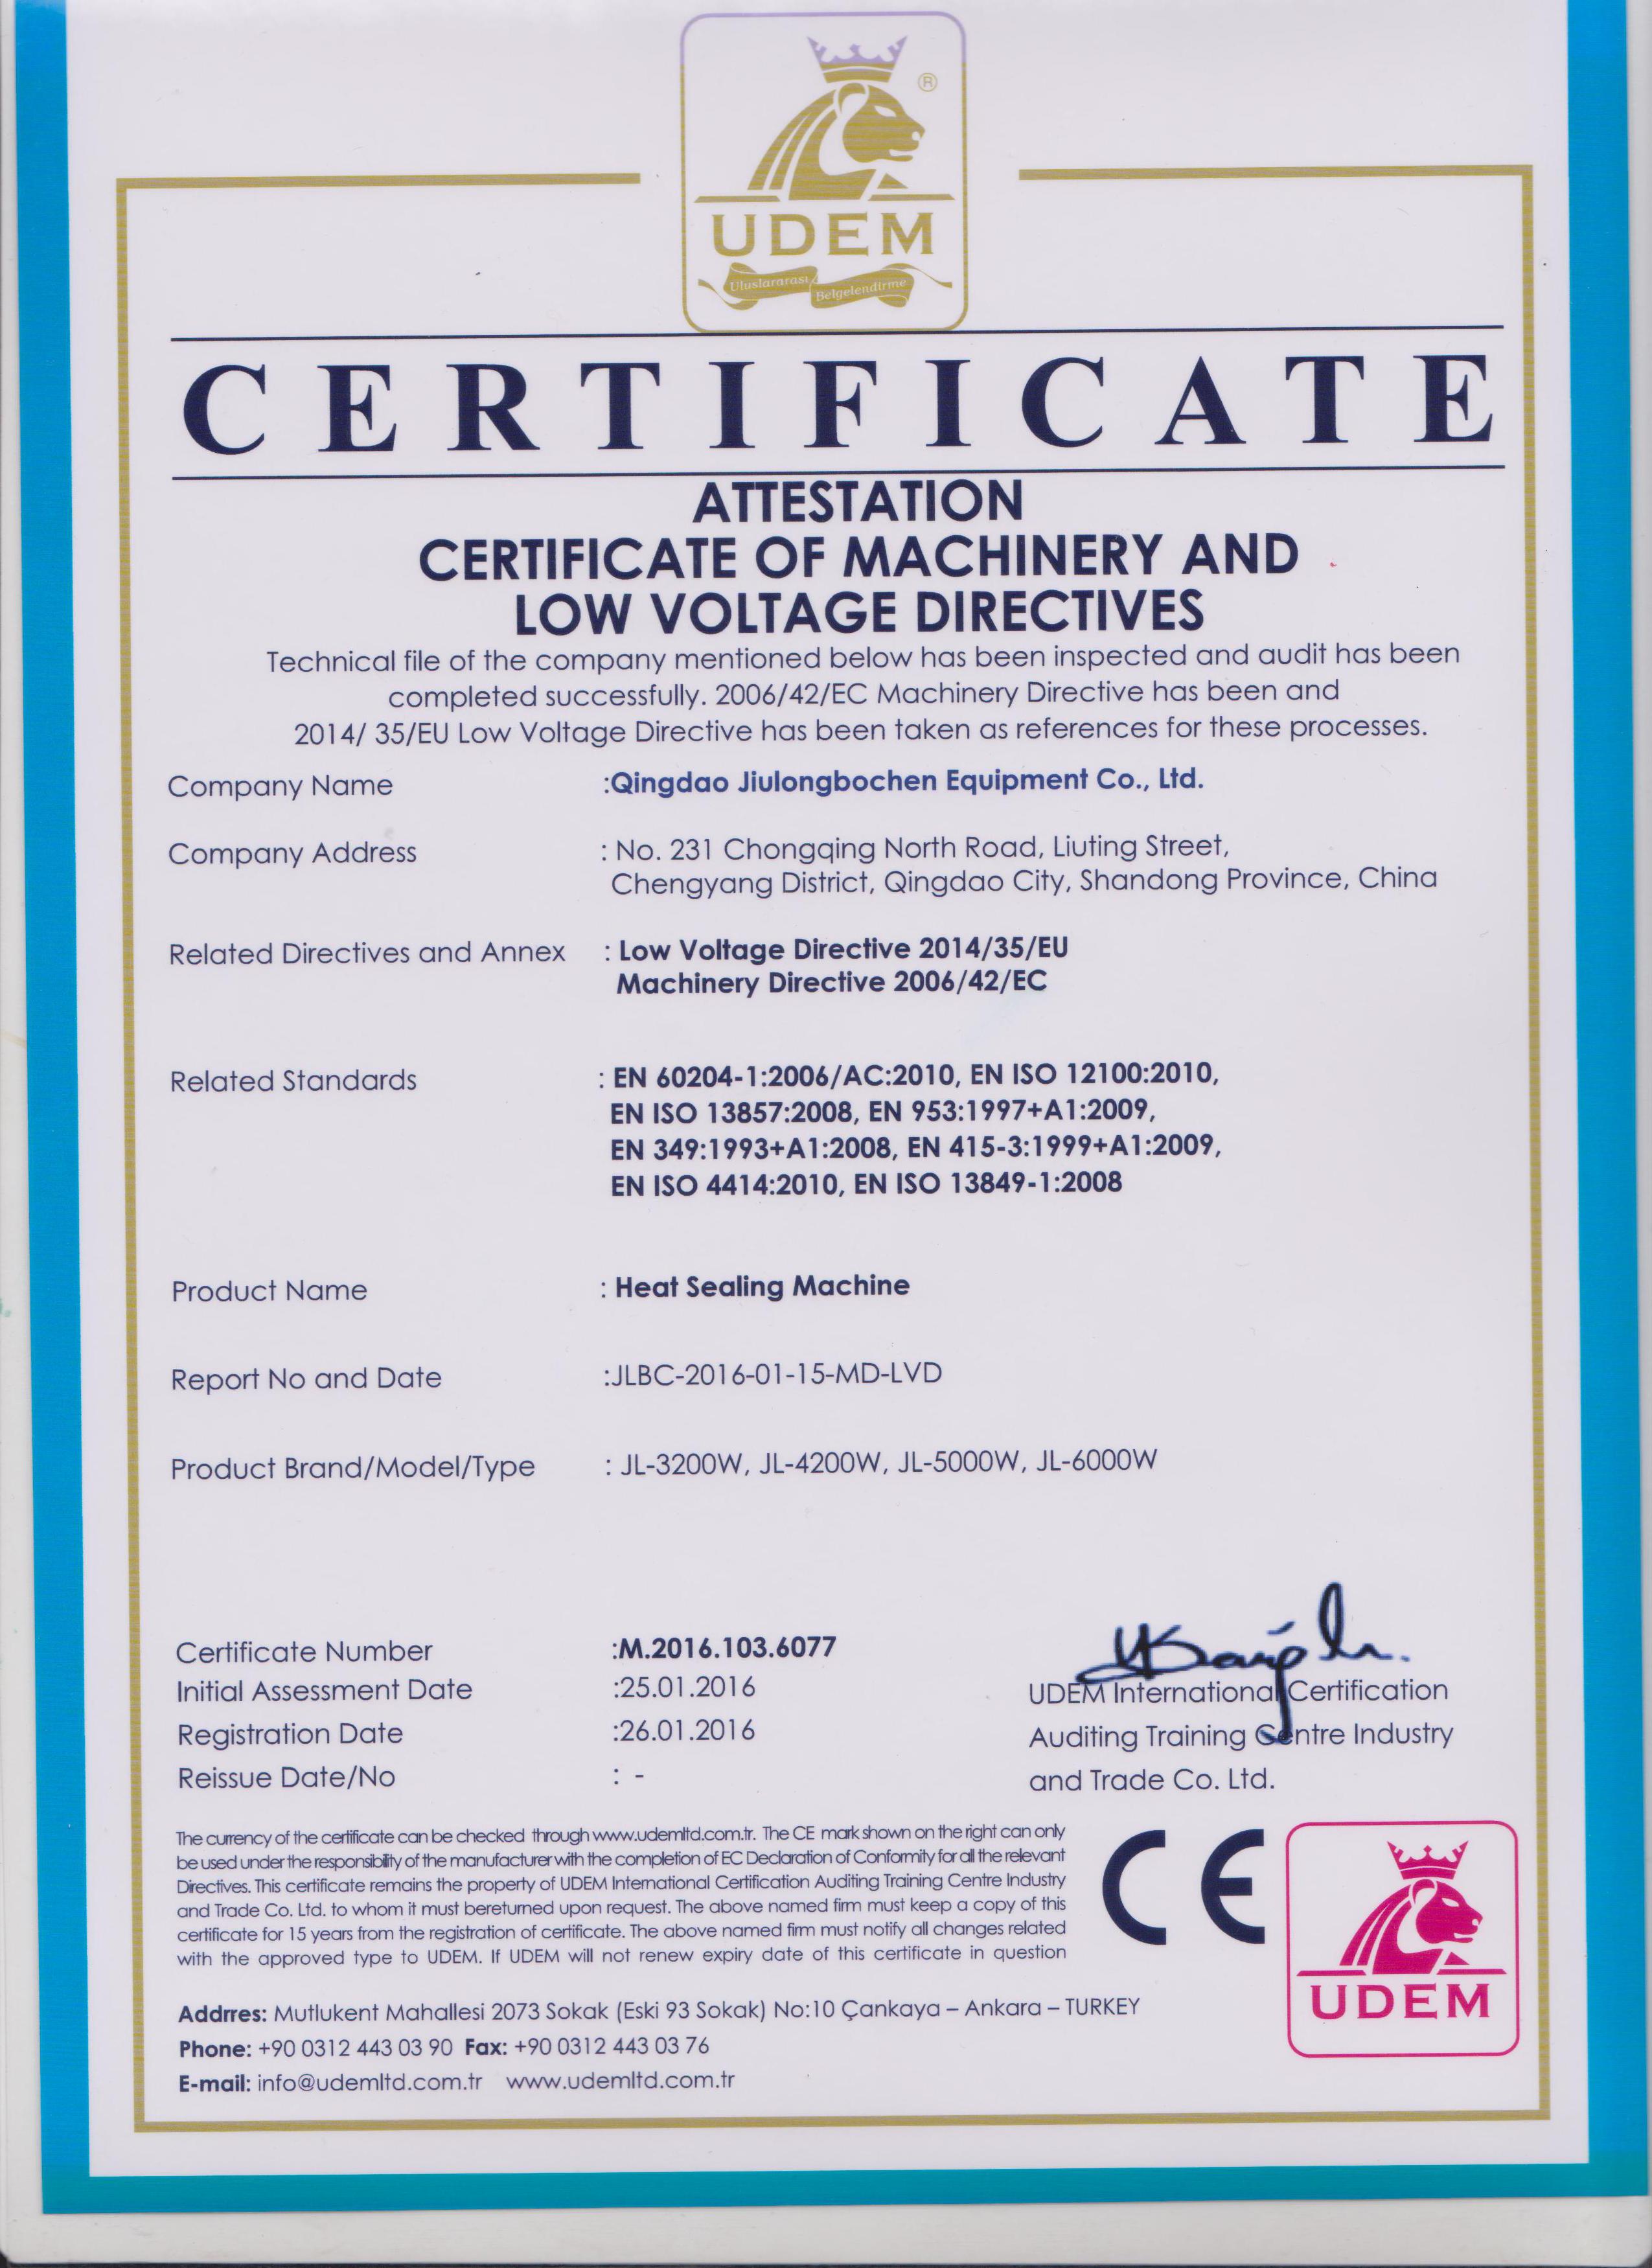 ®
UDEM
Uluslararası
Belgelendirme
CERTIFICATE
ATTESTATION
CERTIFICATE OF MACHINERY AND
LOW VOLTAGE DIRECTIVES
Technical file of the company mentioned below has been inspected and audit has been
completed successfully. 2006/42/EC Machinery Directive has been and
2014/ 35/EU Low Voltage Directive has been taken as references for these processes.
Company Name :Qingdao Jiulongbochen Equipment Co., Ltd.
Company Address : No. 231 Chongqing North Road, Liuting Street,
Chengyang District, Qingdao City, Shandong Province, China
Related Directives and Annex : Low Voltage Directive 2014/35/EU
Machinery Directive 2006/42/EC
Related Standards : EN 60204-1:2006/AC:2010, EN ISO 12100:2010,
EN ISO 13857:2008, EN 953:1997+A1:2009,
EN 349:1993+A1:2008, EN 415-3:1999+A1:2009,
EN ISO 4414:2010, EN ISO 13849-1:2008
Product Name : Heat Sealing Machine
Report No and Date :JLBC-2016-01-15-MD-LVD
Product Brand/Model/Type : JL-3200W, JL-4200W, JL-5000W, JL-6000W
Certificate Number :M.2016.103.6077
Initial Assessment Date :25.01.2016
Registration Date :26.01.2016
Reissue Date/No : -
UDEM International Certification
Auditing Training Centre Industry
and Trade Co. Ltd.
The currency of the certificate can be checked through www.udemltd.com.tr. The CE mark shown on the right can only
be used under the responsibility of the manufacturer with the completion of EC Declaration of Conformity for all the relevant
Directives. This certificate remains the property of UDEM International Certification Auditing Training Centre Industry
and Trade Co. Ltd. to whom it must bereturned upon request. The above named firm must keep a copy of this
certificate for 15 years from the registration of certificate. The above named firm must notify all changes related
with the approved type to UDEM. If UDEM will not renew expiry date of this certificate in question
CE
UDEM
Addrres: Mutlukent Mahallesi 2073 Sokak (Eski 93 Sokak) No:10 Çankaya – Ankara – TURKEY
Phone: +90 0312 443 03 90 Fax: +90 0312 443 03 76
E-mail: info@udemltd.com.tr www.udemltd.com.tr